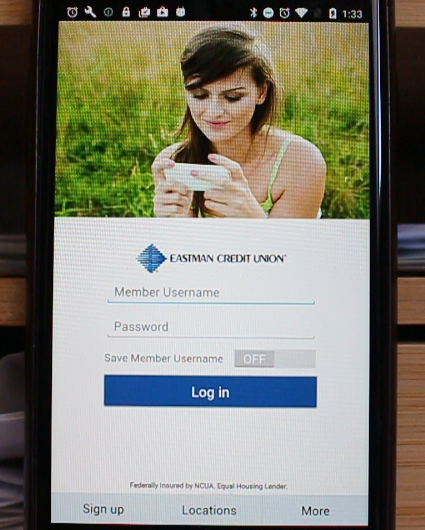 1:33
EASTMAN CREDIT UNION
Member Username
Password
Save Member Username OFF
Log in
Federally Insured by NCUA. Equal Housing Lender.
Sign up Locations More